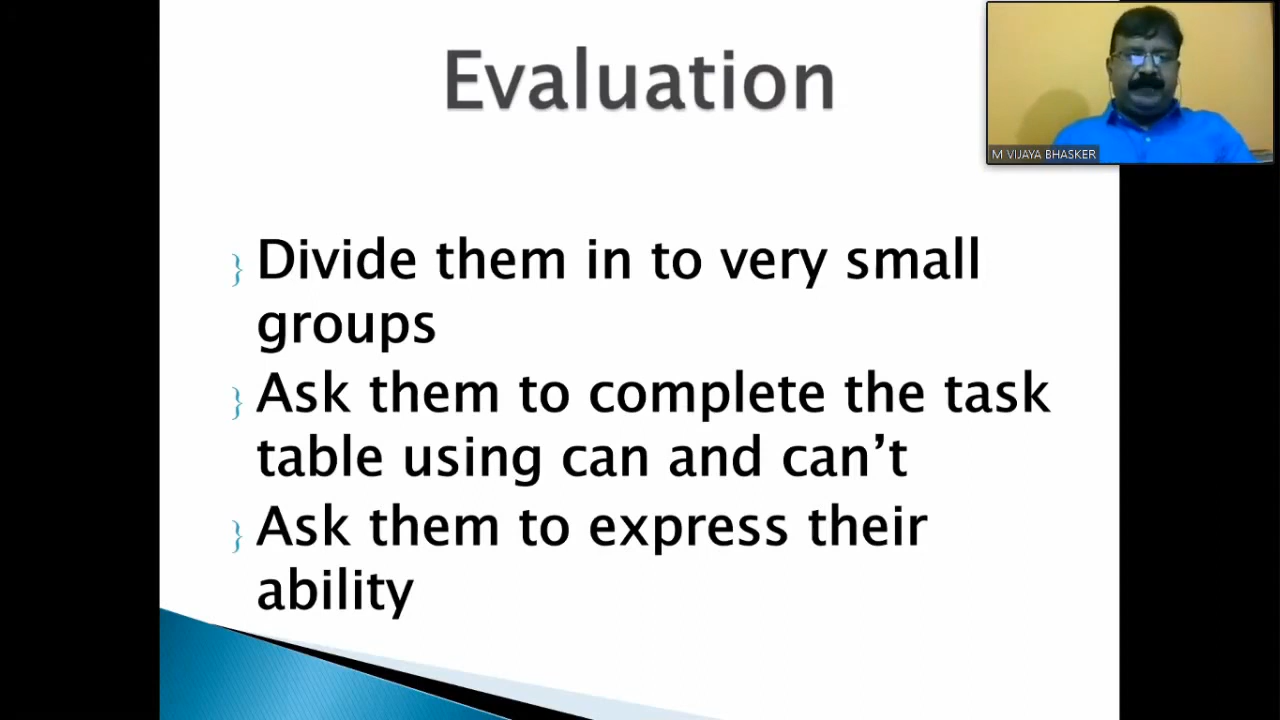 Evaluation
M VIJAYA BHASKER
Divide them in to very small
groups
Ask them to complete the task
table using can and can’t
Ask them to express their
ability